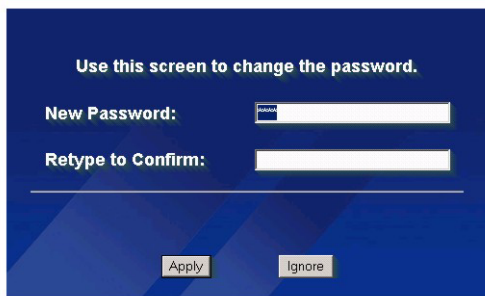 Use this screen to change the password.
New Password: ****
Retype to Confirm:
Apply Ignore